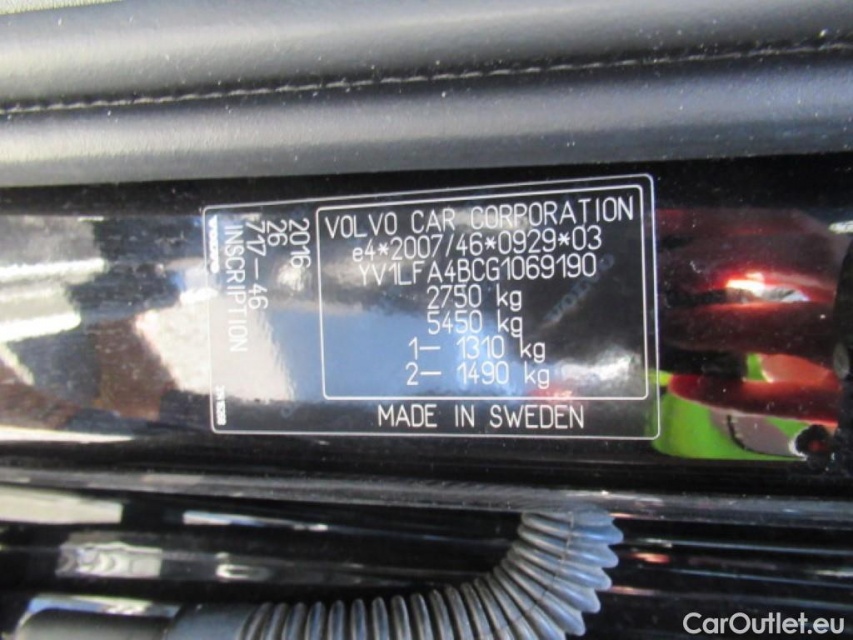 VOLVO CAR CORPORATION
e4*2007/46*0929*03
YV1LFA4BCG1069190
2750 kg
5450 kg
1- 1310 kg
2- 1490 kg
MADE IN SWEDEN
2016
26
717-46
INSCRIPTION
VOLVO
CarOutlet.eu